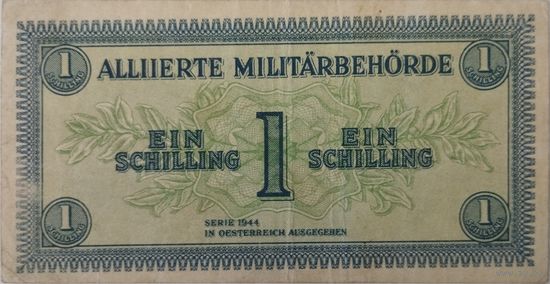 1 SCHILLING
1 SCHILLING
ALLIIERTE MILITÄRBEHÖRDE
EIN SCHILLING
1
EIN SCHILLING
SERIE 1944
IN OESTERREICH AUSGEGEBEN
1 SCHILLING
1 SCHILLING